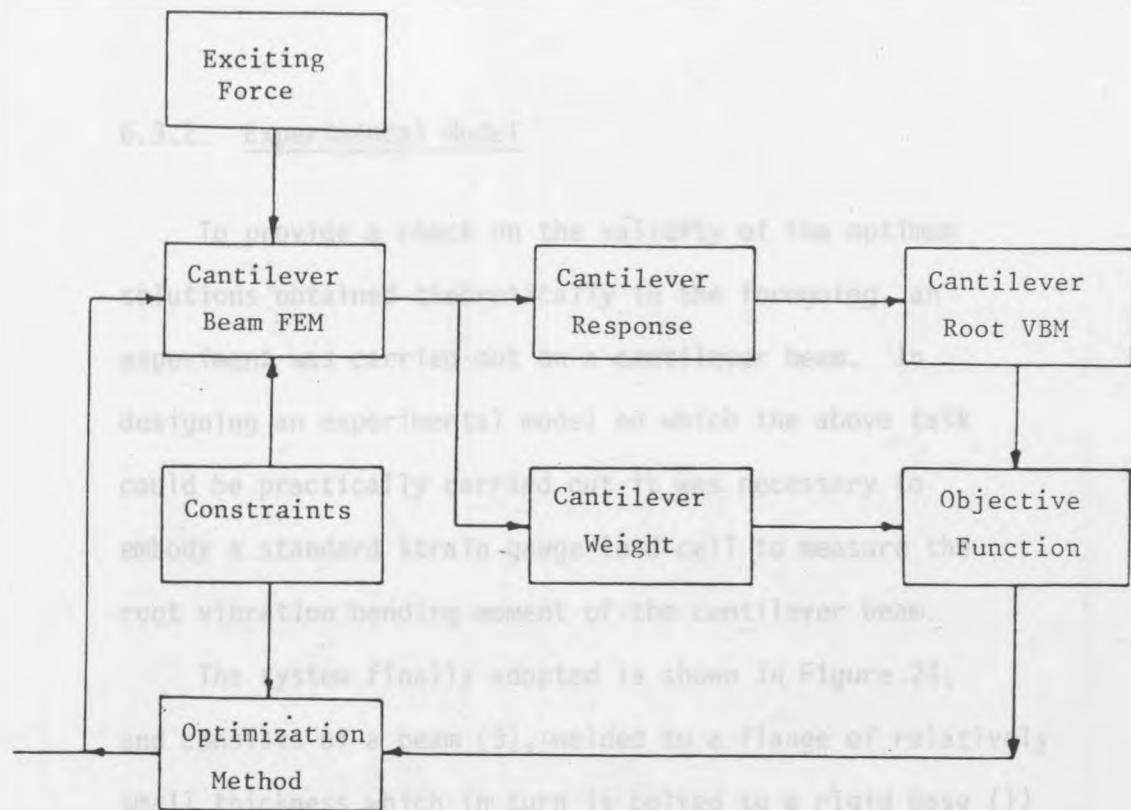 Exciting
Force
6.3.2 Experimental Model
To provide a check on the validity of the optimum
Cantilever
Beam FEM
Cantilever
Response
Cantilever
Root VBM
solutions obtained theoretically in the foregoing, an
experiment was carried out on a cantilever beam. In
designing an experimental model on which the above task
Constraints
Cantilever
Weight
Objective
Function
could be practically carried out it was necessary to
embody a standard strain gauge load cell to measure the
root vibration bending moment of the cantilever beam.
The system finally adopted is shown in Figure 24,
Optimization
Method
and consists of a beam (3), welded to a flange of relatively
small thickness which in turn is bolted to a rigid base (1)